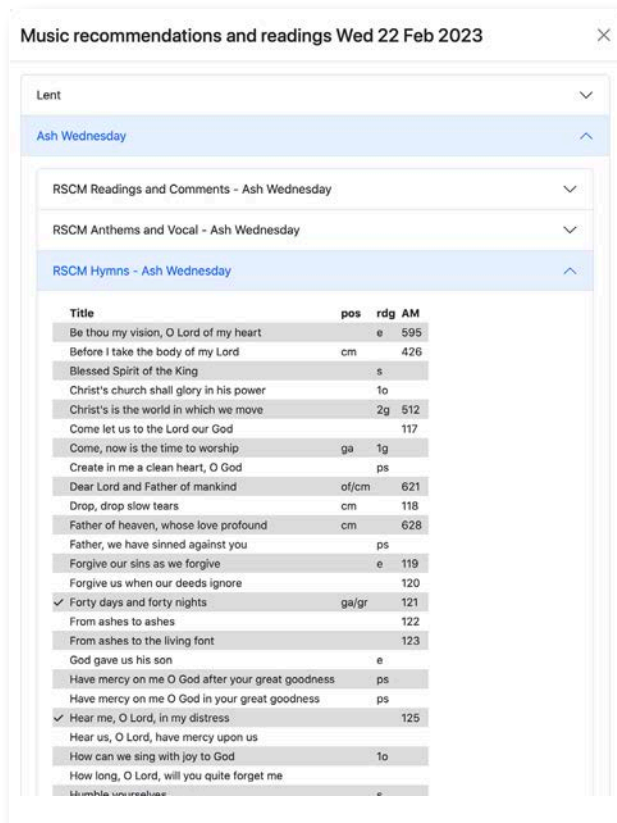 Music recommendations and readings Wed 22 Feb 2023
Lent
Ash Wednesday
RSCM Readings and Comments - Ash Wednesday
RSCM Anthems and Vocal - Ash Wednesday
RSCM Hymns - Ash Wednesday
Title pos rdg AM
Be thou my vision, O Lord of my heart e 595
Before I take the body of my Lord cm 426
Blessed Spirit of the King s
Christ's church shall glory in his power 1o
Christ's is the world in which we move 2g 512
Come let us to the Lord our God 117
Come, now is the time to worship ga 1g
Create in me a clean heart, O God ps
Dear Lord and Father of mankind of/cm 621
Drop, drop slow tears cm 118
Father of heaven, whose love profound cm 628
Father, we have sinned against you ps
Forgive our sins as we forgive e 119
Forgive us when our deeds ignore 120
✓ Forty days and forty nights ga/gr 121
From ashes to ashes 122
From ashes to the living font 123
God gave us his son e
Have mercy on me O God after your great goodness ps
Have mercy on me O God in your great goodness ps
✓ Hear me, O Lord, in my distress 125
Hear us, O Lord, have mercy upon us
How can we sing with joy to God 1o
How long, O Lord, will you quite forget me
Humble yourselves s